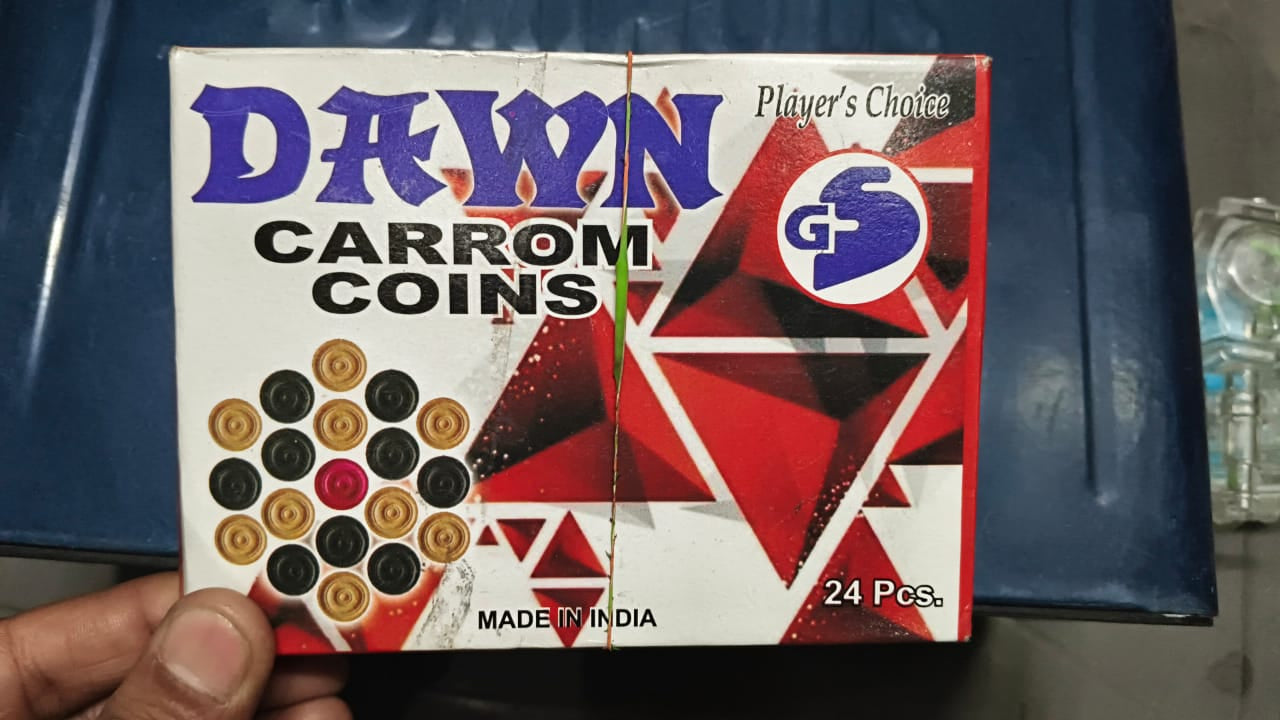 DAWN
Player's Choice
GS
CARROM
COINS
24 Pcs.
MADE IN INDIA